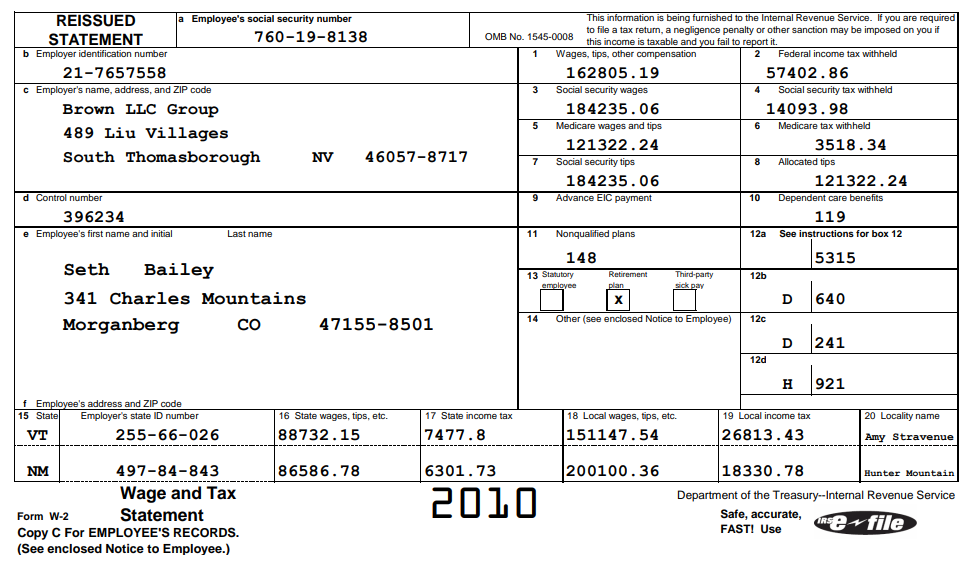 REISSUED
STATEMENT
a Employee's social security number
760-19-8138
OMB No. 1545-0008
This information is being furnished to the Internal Revenue Service. If you are required
to file a tax return, a negligence penalty or other sanction may be imposed on you if
this income is taxable and you fail to report it.
b Employer identification number
21-7657558
1 Wages, tips, other compensation
162805.19
2 Federal income tax withheld
57402.86
c Employer's name, address, and ZIP code
Brown LLC Group
489 Liu Villages
South Thomasborough NV 46057-8717
3 Social security wages
184235.06
4 Social security tax withheld
14093.98
5 Medicare wages and tips
121322.24
6 Medicare tax withheld
3518.34
7 Social security tips
184235.06
8 Allocated tips
121322.24
d Control number
396234
9 Advance EIC payment
10 Dependent care benefits
119
e Employee's first name and initial Last name
Seth Bailey
341 Charles Mountains
Morganberg CO 47155-8501
11 Nonqualified plans
148
12a See instructions for box 12
5315
13 Statutory employee
Retirement plan
x
Third-party sick pay
12b
D 640
14 Other (see enclosed Notice to Employee)
12c
D 241
12d
H 921
f Employee's address and ZIP code
15 State Employer's state ID number 16 State wages, tips, etc. 17 State income tax 18 Local wages, tips, etc. 19 Local income tax 20 Locality name
VT 255-66-026 88732.15 7477.8 151147.54 26813.43 Amy Stravenue
NM 497-84-843 86586.78 6301.73 200100.36 18330.78 Hunter Mountain
Form W-2
Wage and Tax
Statement
2010
Department of the Treasury--Internal Revenue Service
Copy C For EMPLOYEE'S RECORDS.
(See enclosed Notice to Employee.)
Safe, accurate,
FAST! Use
IRS e~file